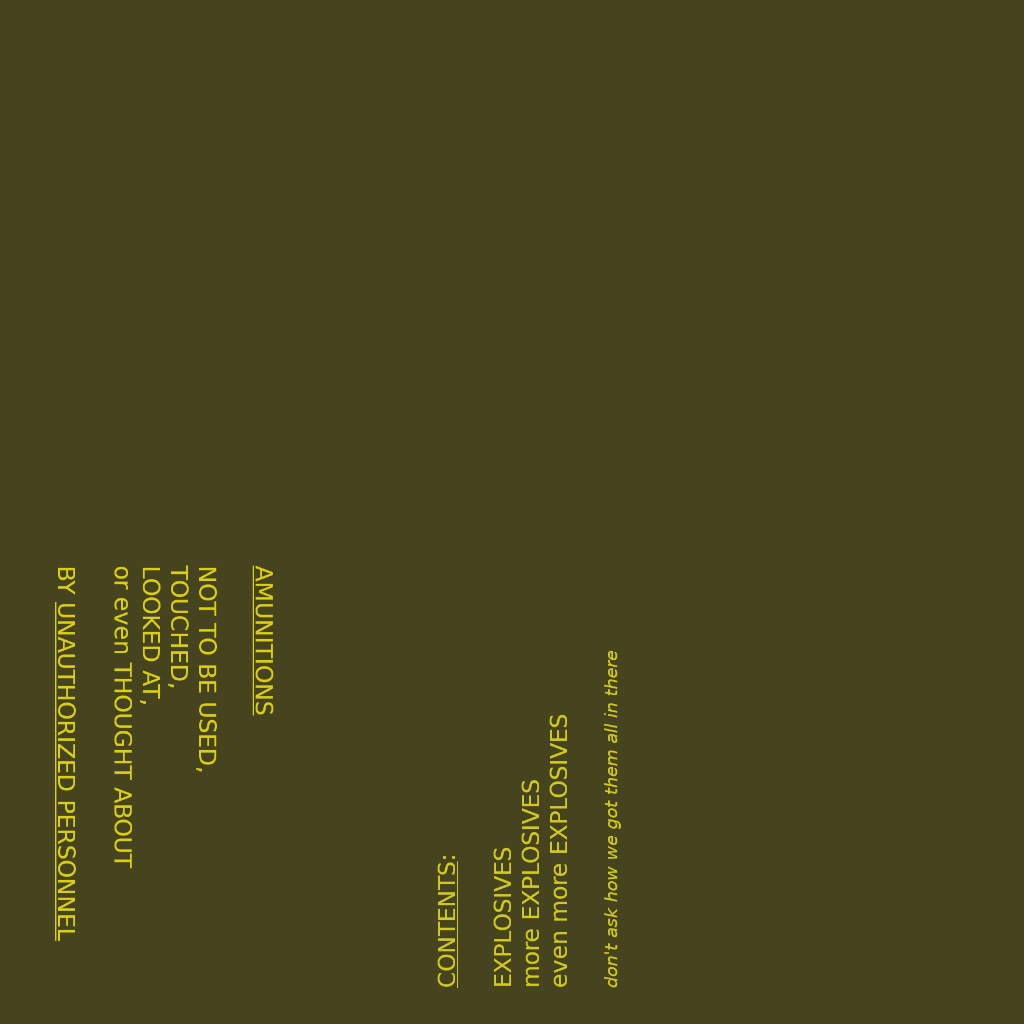 AMUNITIONS
NOT TO BE USED,
TOUCHED,
LOOKED AT,
or even THOUGHT ABOUT
BY UNAUTHORIZED PERSONNEL
CONTENTS:
EXPLOSIVES
more EXPLOSIVES
even more EXPLOSIVES
don't ask how we got them all in there